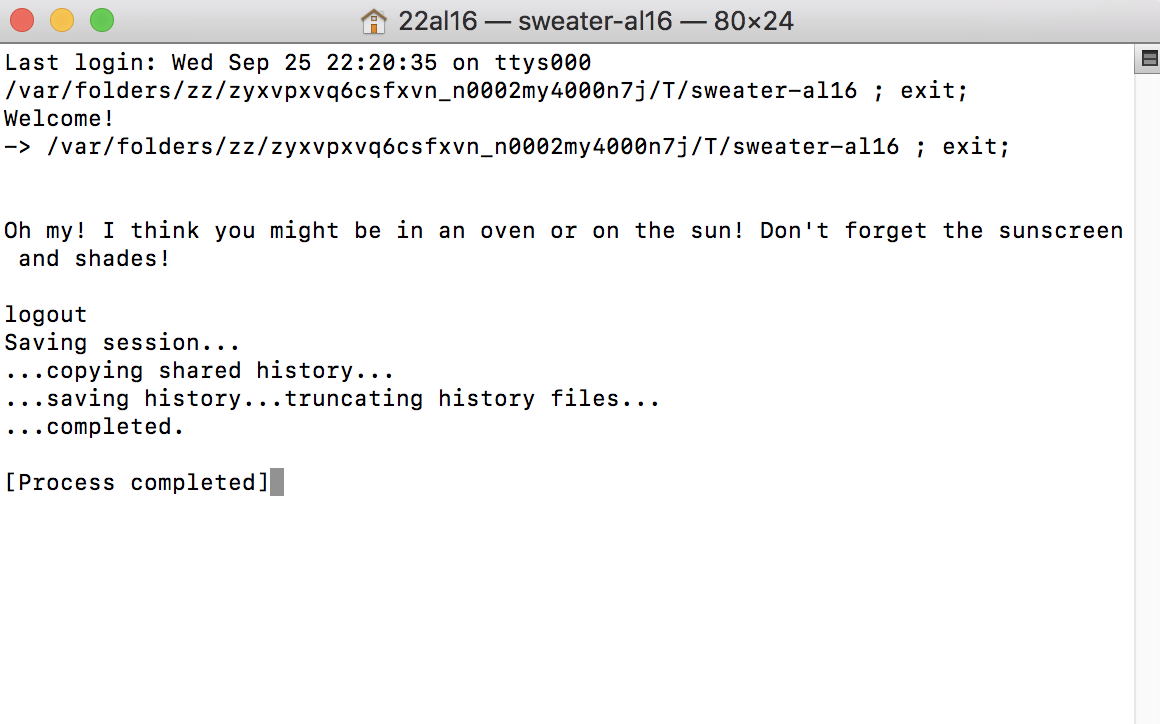 22al16 — sweater-al16 — 80×24
Last login: Wed Sep 25 22:20:35 on ttys000
/var/folders/zz/zyxvpxvq6csfxvn_n0002my4000n7j/T/sweater-al16 ; exit;
Welcome!
—> /var/folders/zz/zyxvpxvq6csfxvn_n0002my4000n7j/T/sweater-al16 ; exit;
Oh my! I think you might be in an oven or on the sun! Don't forget the sunscreen
and shades!
logout
Saving session...
...copying shared history...
...saving history...truncating history files...
...completed.
[Process completed]